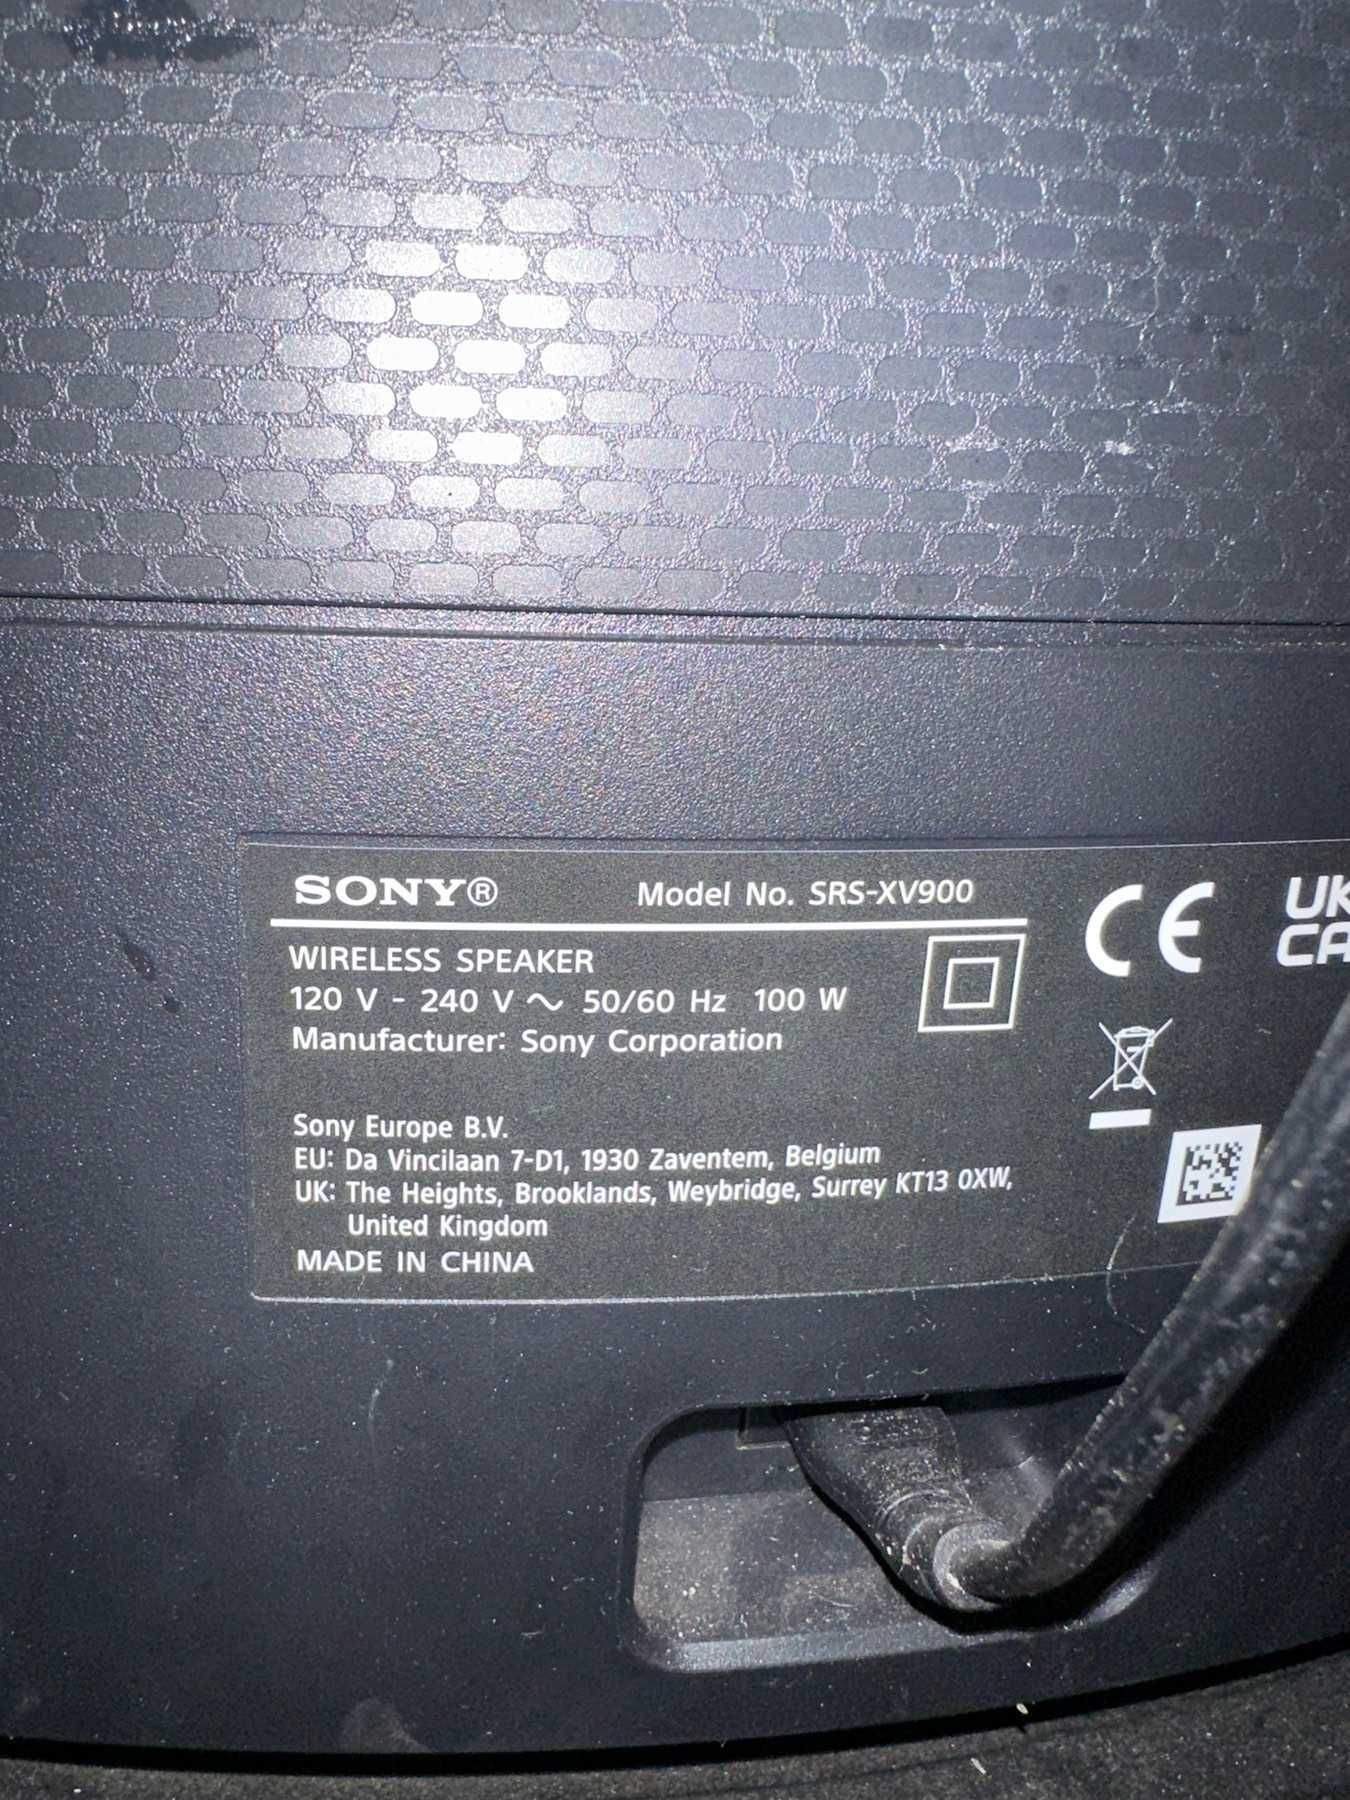 SONY®
Model No. SRS-XV900
WIRELESS SPEAKER
120 V - 240 V ~ 50/60 Hz 100 W
Manufacturer: Sony Corporation
Sony Europe B.V.
EU: Da Vincilaan 7-D1, 1930 Zaventem, Belgium
UK: The Heights, Brooklands, Weybridge, Surrey KT13 0XW,
United Kingdom
MADE IN CHINA
CE
UK
CA